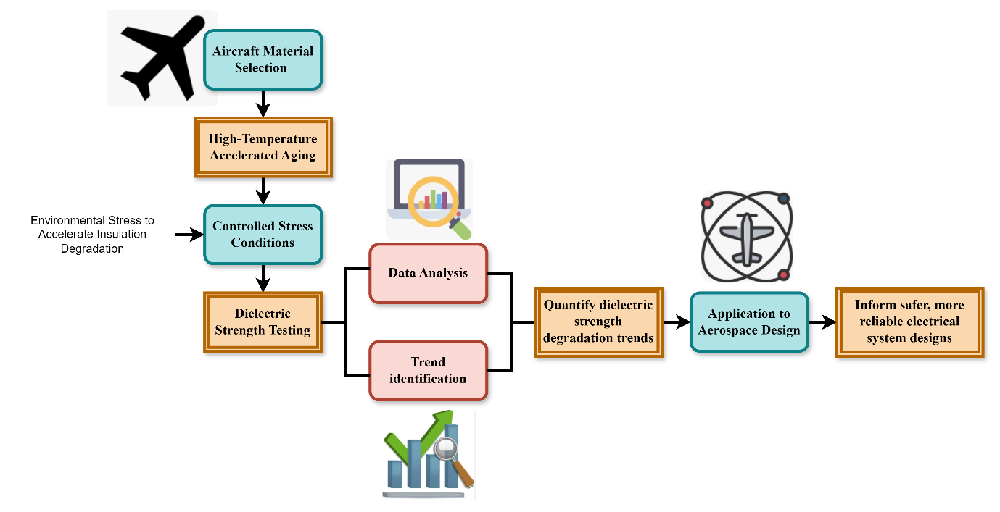 Aircraft Material
Selection
High-Temperature
Accelerated Aging
Environmental Stress to
Accelerate Insulation
Degradation
Controlled Stress
Conditions
Dielectric
Strength Testing
Data Analysis
Trend
identification
Quantify dielectric
strength
degradation trends
Application to
Aerospace Design
Inform safer, more
reliable electrical
system designs